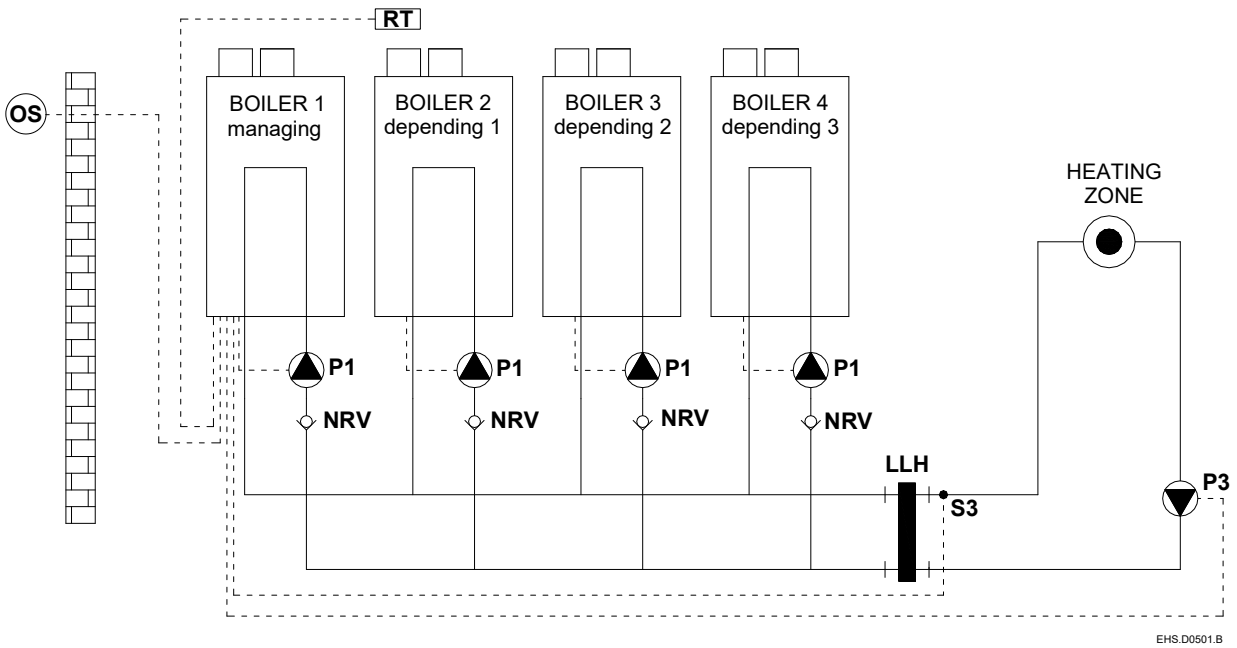 RT
OS
BOILER 1
managing
BOILER 2
depending 1
BOILER 3
depending 2
BOILER 4
depending 3
HEATING
ZONE
P1
P1
P1
P1
NRV
NRV
NRV
NRV
LLH
S3
P3
EHS.D0501.B